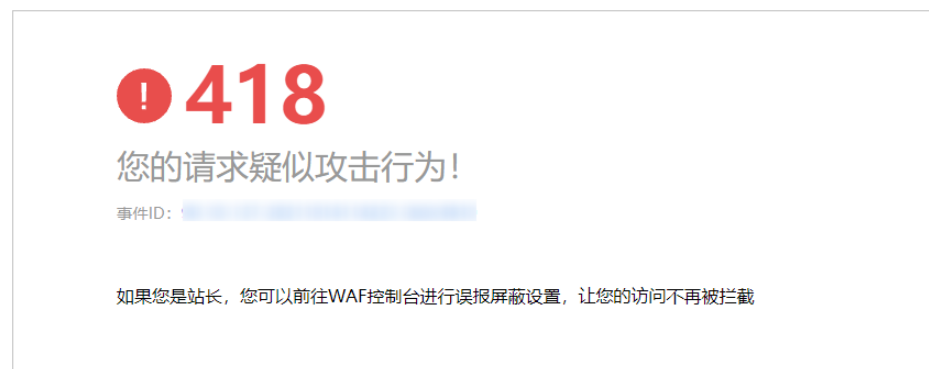 418
您的请求疑似攻击行为！
事件ID：
如果您是站长，您可以前往WAF控制台进行误报屏蔽设置，让您的访问不再被拦截